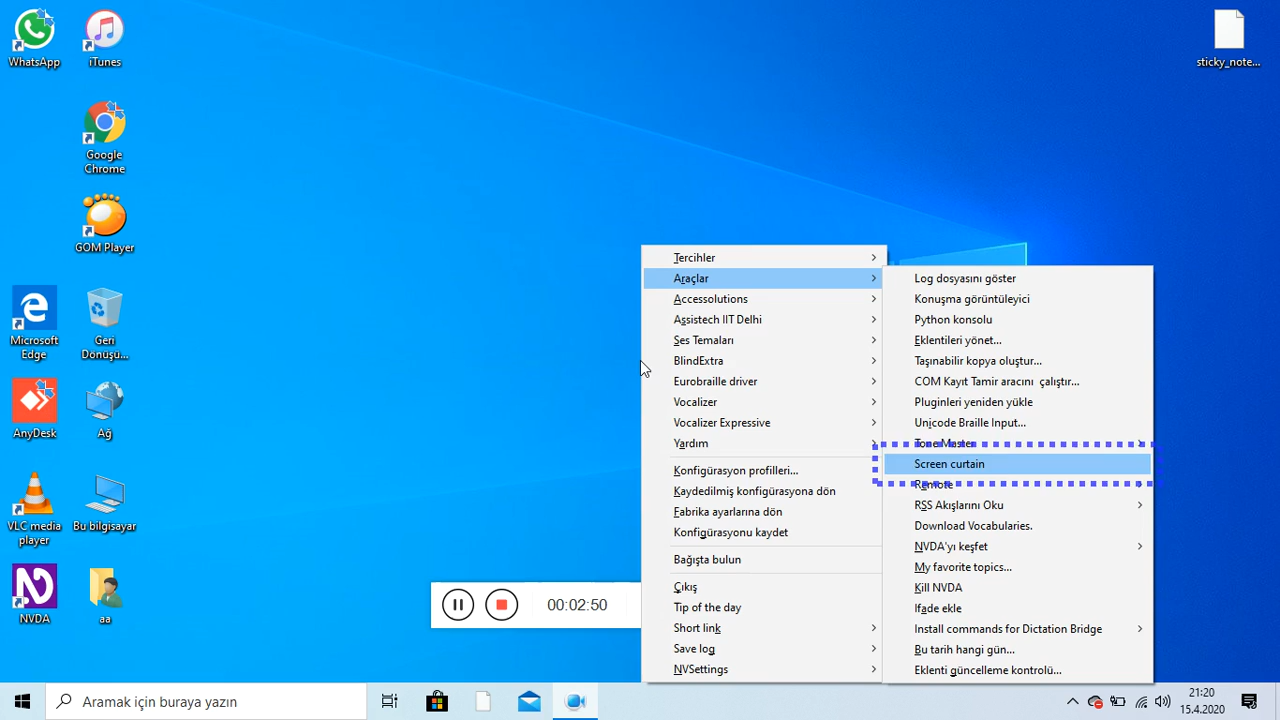 WhatsApp
iTunes
Google
Chrome
GOM Player
Microsoft
Edge
Geri
Dönüşü...
AnyDesk
Ağ
VLC media
player
Bu bilgisayar
NVDA
aa
sticky_note...
Tercihler
Araçlar
Accessolutions
Assistech IIT Delhi
Ses Temaları
BlindExtra
Eurobraille driver
Vocalizer
Vocalizer Expressive
Yardım
Konfigürasyon profilleri...
Kaydedilmiş konfigürasyona dön
Fabrika ayarlarına dön
Konfigürasyonu kaydet
Bağışta bulun
Çıkış
Tip of the day
Short link
Save log
NVSettings
Log dosyasını göster
Konuşma görüntüleyici
Python konsolu
Eklentileri yönet...
Taşınabilir kopya oluştur...
COM Kayıt Tamir aracını çalıştır...
Pluginleri yeniden yükle
Unicode Braille Input...
Tone Master
Screen curtain
Remote
RSS Akışlarını Oku
Download Vocabularies.
NVDA'yı keşfet
My favorite topics...
Kill NVDA
Ifade ekle
Install commands for Dictation Bridge
Bu tarih hangi gün...
Eklenti güncelleme kontrolü...
00:02:50
Aramak için buraya yazın
21:20
15.4.2020